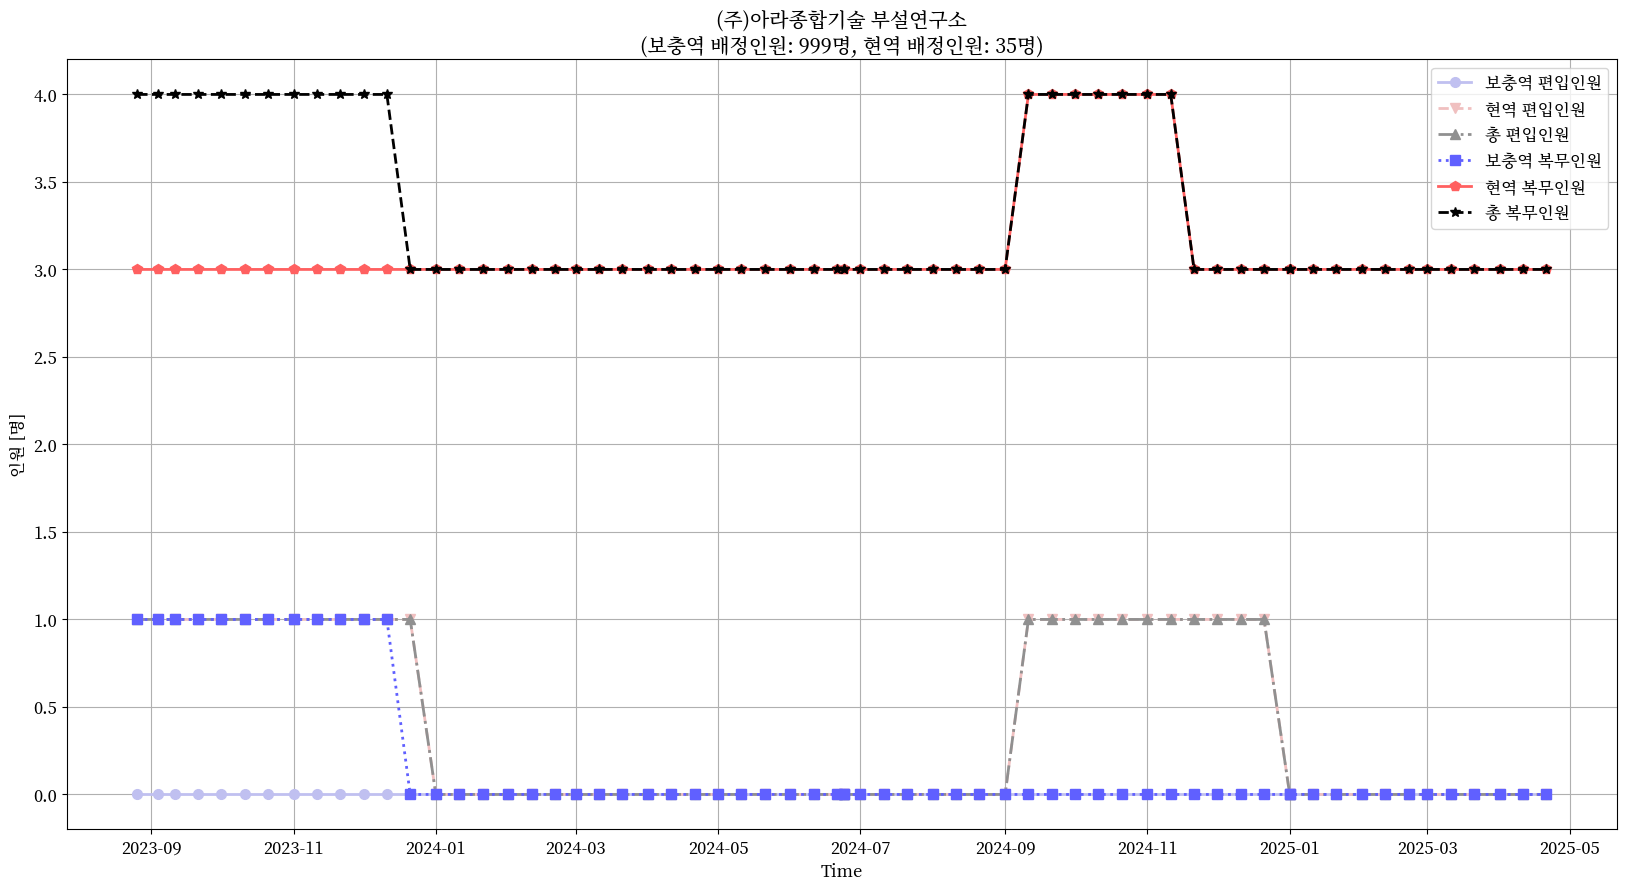 (주)아라종합기술 부설연구소
(보충역 배정인원: 999명, 현역 배정인원: 35명)
보충역 편입인원
현역 편입인원
총 편입인원
보충역 복무인원
현역 복무인원
총 복무인원
인원 [명]
4.0
3.5
3.0
2.5
2.0
1.5
1.0
0.5
0.0
2023-09 2023-11 2024-01 2024-03 2024-05 2024-07 2024-09 2024-11 2025-01 2025-03 2025-05
Time